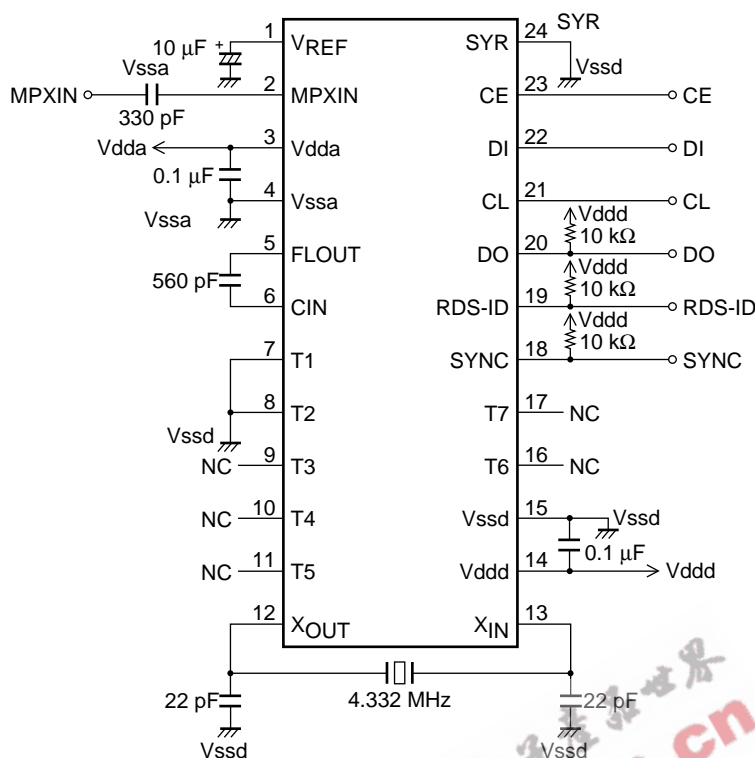 SYR
1 VREF SYR 24
10 μF +
Vssa
Vssd
MPXIN 2 MPXIN CE 23 CE
330 pF
Vdda 3 Vdda DI 22 DI
0.1 μF
4 Vssa CL 21 CL
Vssa
Vddd
10 kΩ
5 FLOUT DO 20 DO
560 pF
Vddd
10 kΩ
6 CIN RDS-ID 19 RDS-ID
Vddd
10 kΩ
7 T1 SYNC 18 SYNC
8 T2 T7 17 NC
Vssd
NC 9 T3 T6 16 NC
NC 10 T4 Vssd 15 Vssd
0.1 μF
NC 11 T5 Vddd 14 Vddd
12 XOUT XIN 13
22 pF 4.332 MHz 22 pF
Vssd Vssd
.cn